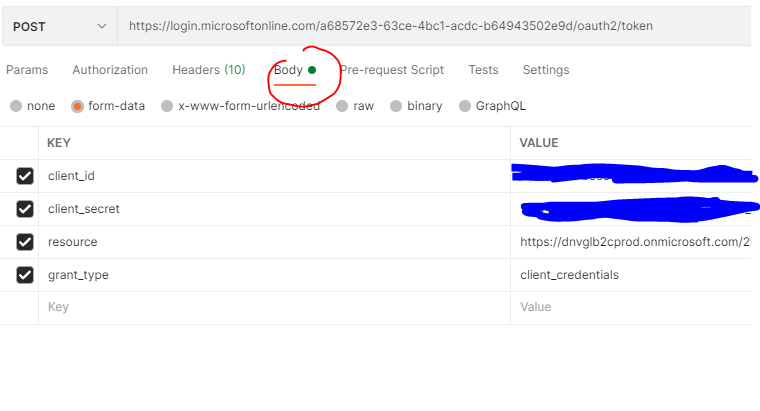 POST https://login.microsoftonline.com/a68572e3-63ce-4bc1-acdc-b64943502e9d/oauth2/token
Params Authorization Headers (10) Body Pre-request Script Tests Settings
none form-data x-www-form-urlencoded raw binary GraphQL
KEY VALUE
client_id
client_secret
resource https://dnvglb2cprod.onmicrosoft.com/2
grant_type client_credentials
Key Value